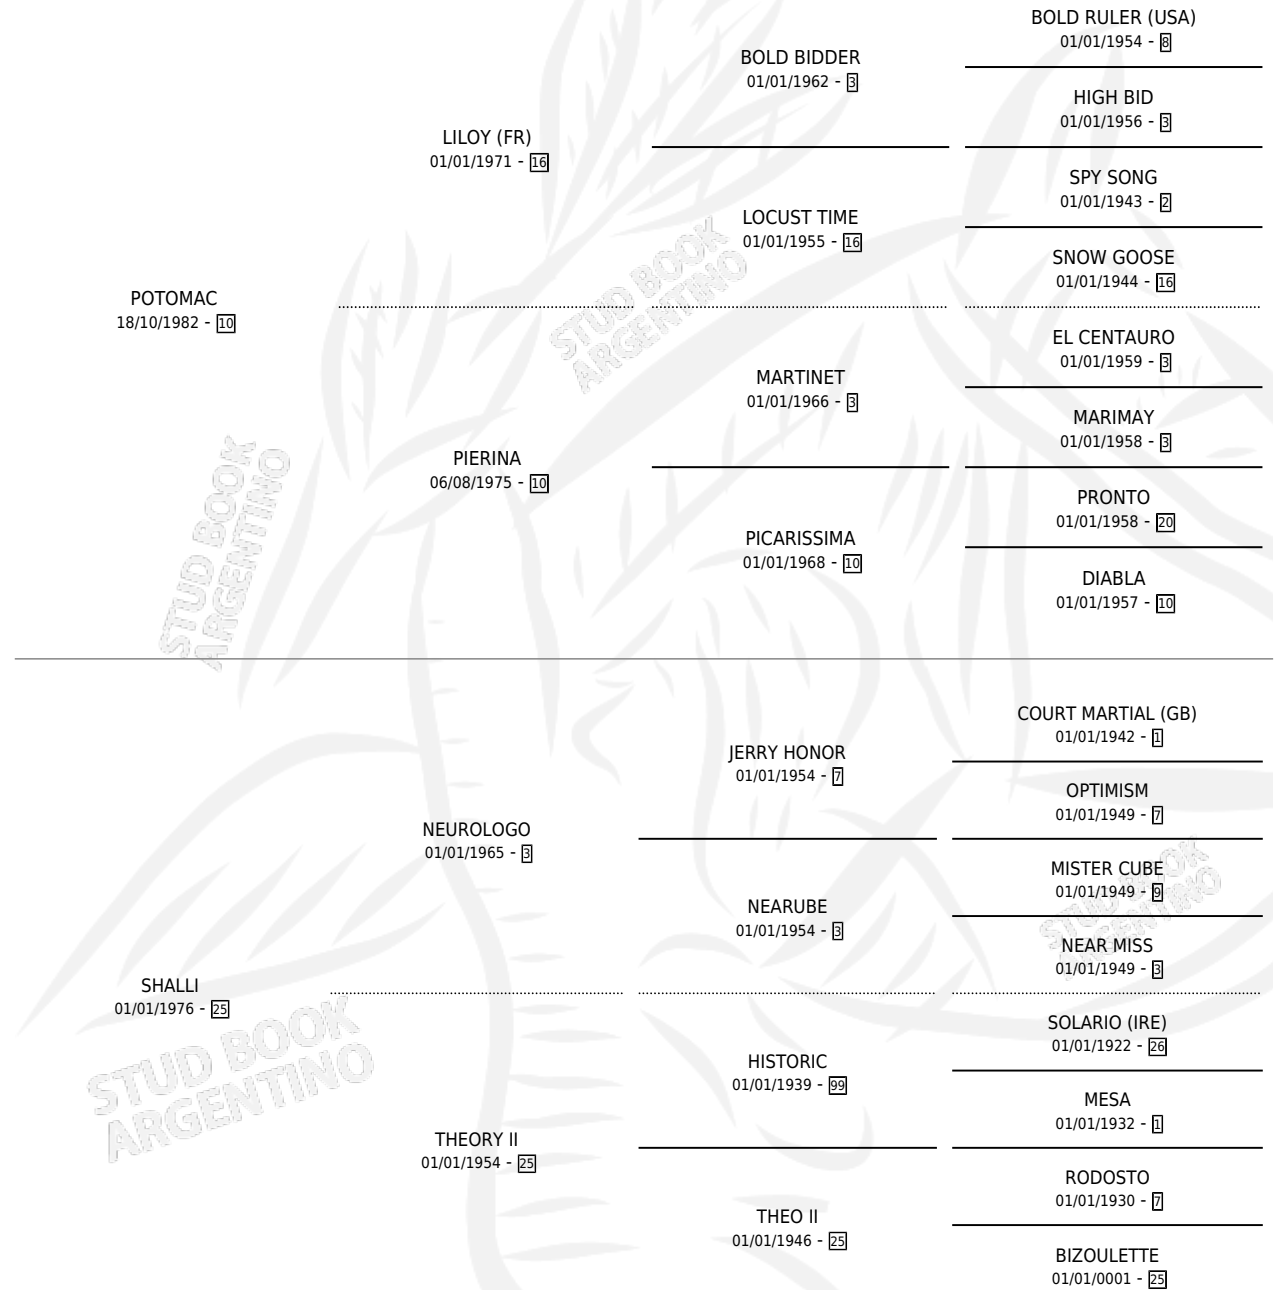 BOLD RULER (USA)
01/01/1954 - 8
BOLD BIDDER
01/01/1962 - 3
HIGH BID
01/01/1956 - 3
LILOY (FR)
01/01/1971 - 16
SPY SONG
01/01/1943 - 2
LOCUST TIME
01/01/1955 - 16
SNOW GOOSE
01/01/1944 - 16
POTOMAC
18/10/1982 - 10
EL CENTAURO
01/01/1959 - 3
MARTINET
01/01/1966 - 3
MARIMAY
01/01/1958 - 3
PIERINA
06/08/1975 - 10
PRONTO
01/01/1958 - 20
PICARISSIMA
01/01/1968 - 10
DIABLA
01/01/1957 - 10
COURT MARTIAL (GB)
01/01/1942 - 1
JERRY HONOR
01/01/1954 - 7
OPTIMISM
01/01/1949 - 7
NEUROLOGO
01/01/1965 - 3
MISTER CUBE
01/01/1949 - 9
NEARUBE
01/01/1954 - 3
NEAR MISS
01/01/1949 - 3
SHALLI
01/01/1976 - 25
SOLARIO (IRE)
01/01/1922 - 26
HISTORIC
01/01/1939 - 99
MESA
01/01/1932 - 1
THEORY II
01/01/1954 - 25
RODOSTO
01/01/1930 - 7
THEO II
01/01/1946 - 25
BIZOULETTE
01/01/0001 - 25
STUD BOOK
ARGENTINO
STUD BOOK
ARGENTINO
STUD BOOK
ARGENTINO
STUD BOOK
ARGENTINO